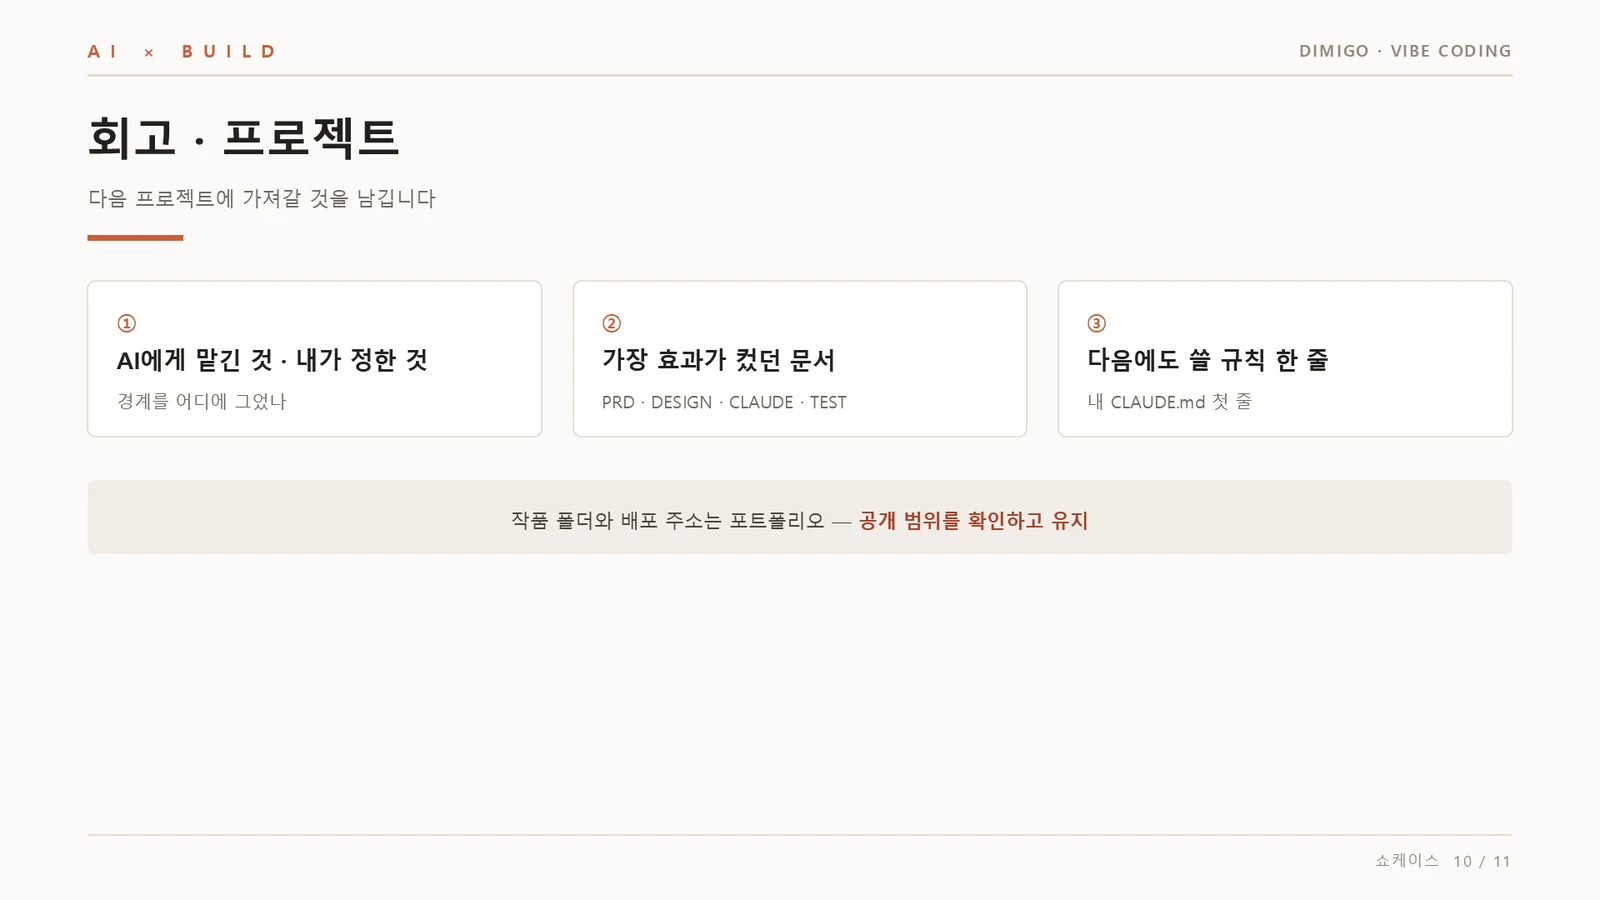 AI × BUILD
DIMIGO · VIBE CODING
회고 · 프로젝트
다음 프로젝트에 가져갈 것을 남깁니다
①
AI에게 맡긴 것 · 내가 정한 것
경계를 어디에 그었나
②
가장 효과가 컸던 문서
PRD · DESIGN · CLAUDE · TEST
③
다음에도 쓸 규칙 한 줄
내 CLAUDE.md 첫 줄
작품 폴더와 배포 주소는 포트폴리오 — 공개 범위를 확인하고 유지
쇼케이스 10 / 11